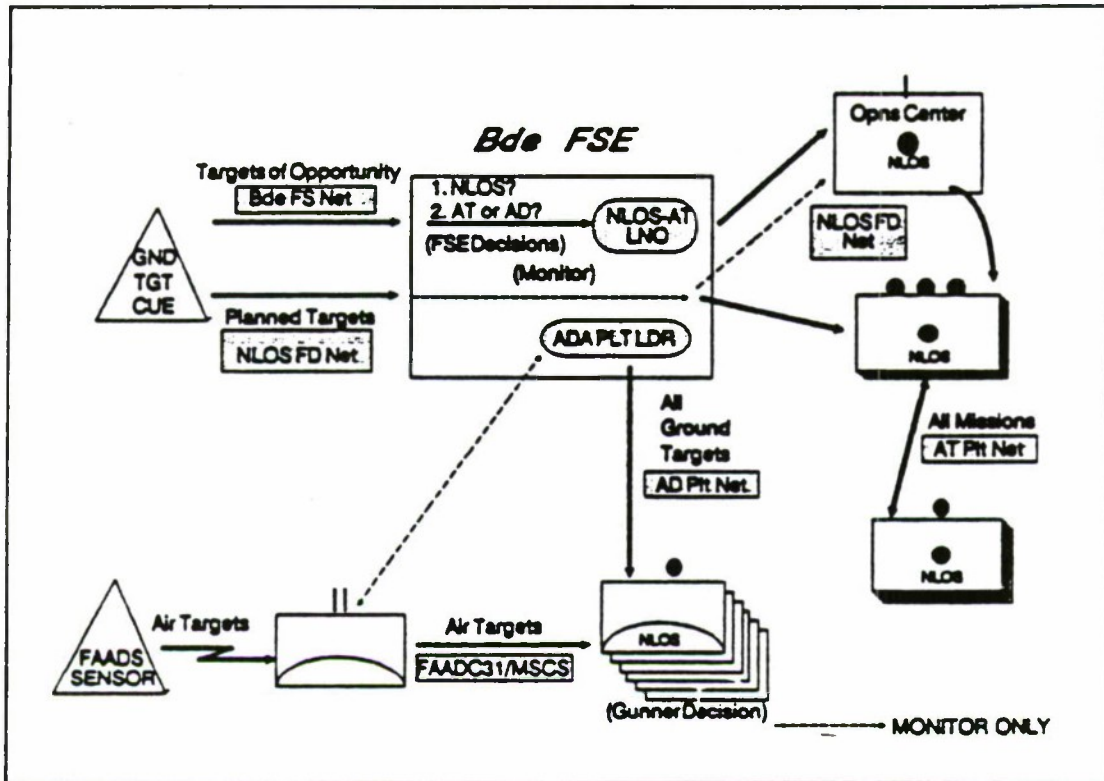 Bde FSE
Targets of Opportunity
Bde FS Net
GND
TGT
CUE
Planned Targets
NLOS FD Net
1. NLOS?
2. AT or AD?
(FSE Decisions)
NLOS-AT
LNO
(Monitor)
ADA PLT LDR
Opns Center
NLOS
NLOS FD
Net
NLOS
All Missions
AT Plt Net
NLOS
All
Ground
Targets
AD Plt Net
FAADS
SENSOR
Air Targets
Air Targets
FAADC31/MSCS
NLOS
(Gunner Decision)
MONITOR ONLY